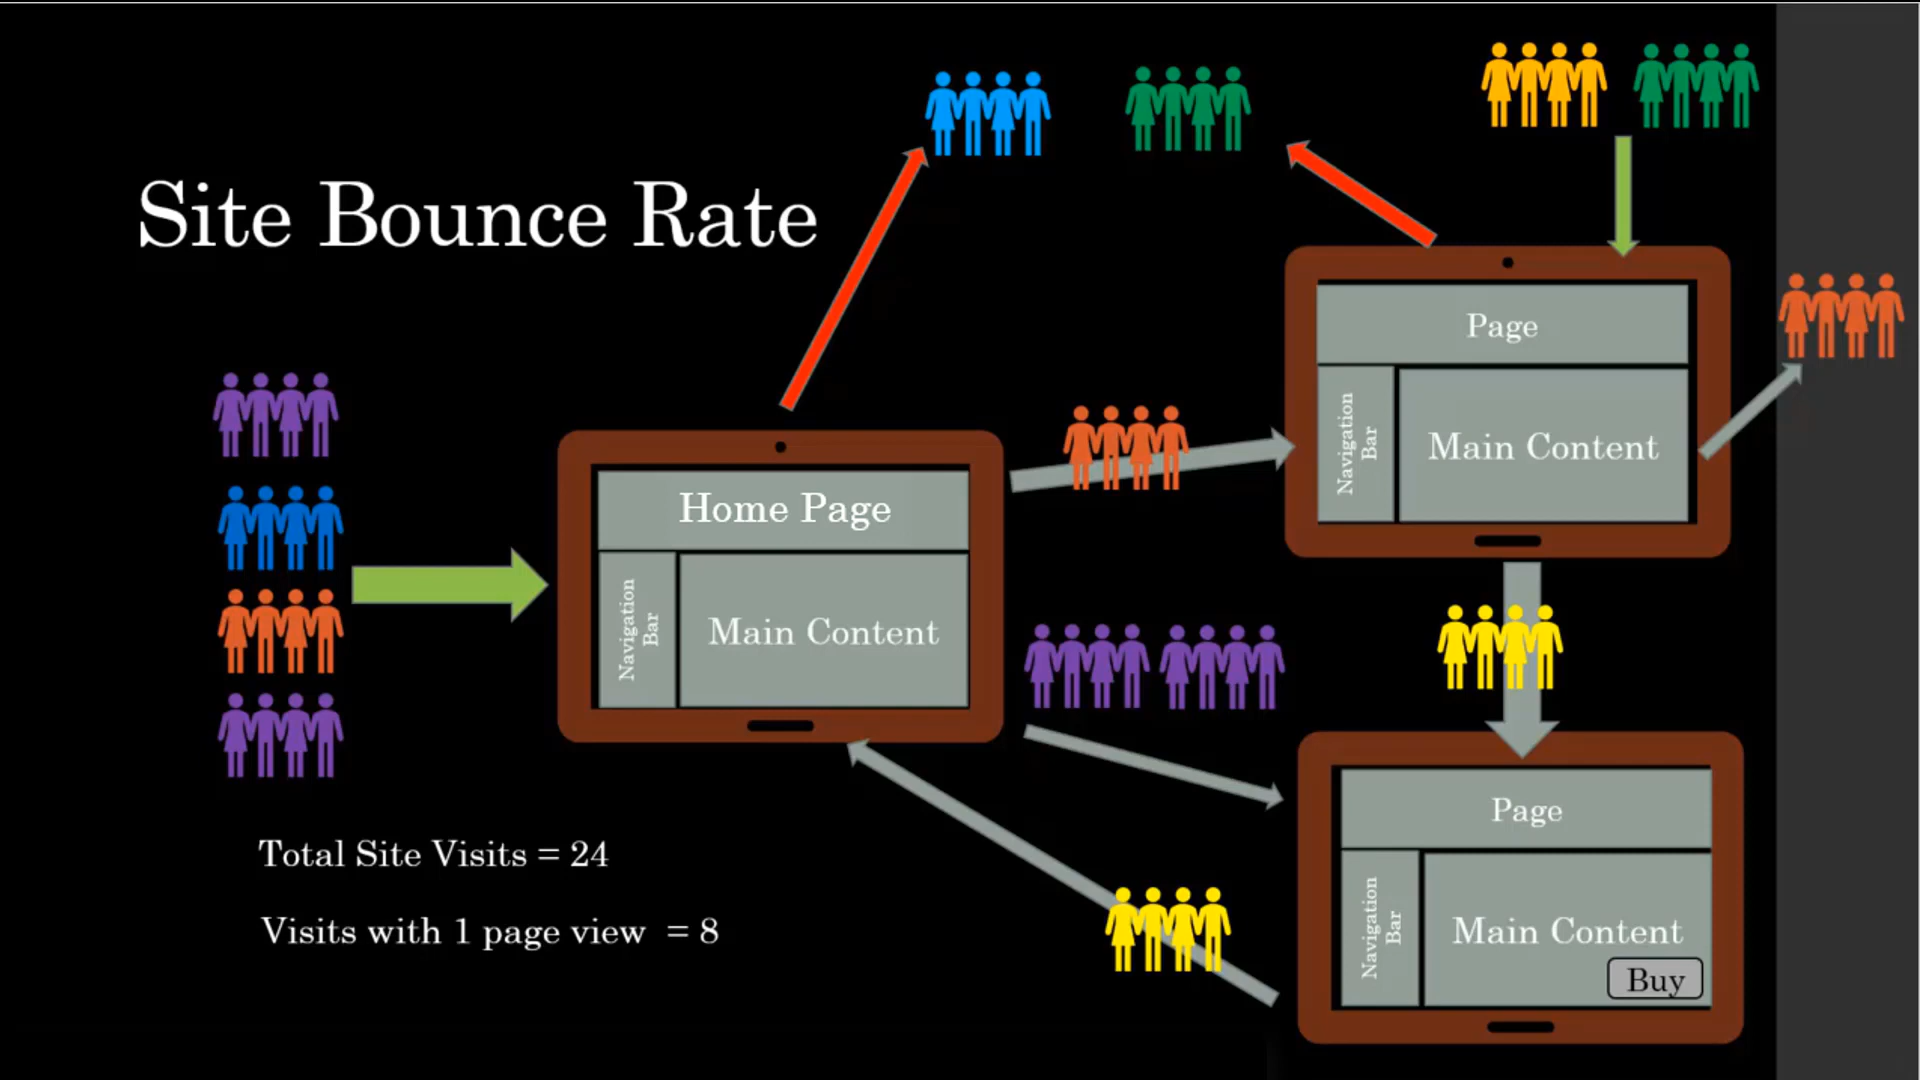 Site Bounce Rate
Page
Navigation
Bar
Main Content
Home Page
Navigation
Bar
Main Content
Page
Navigation
Bar
Main Content
Buy
Total Site Visits = 24
Visits with 1 page view = 8